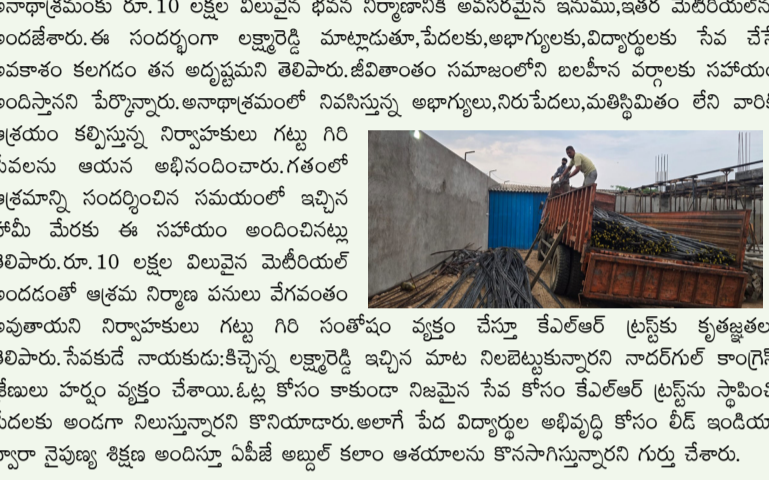 అనాథాశ్రమంకు రూ.10 లక్షల విలువైన భవన నిర్మాణానికి అవసరమైన ఇనుము,ఇతర మెటీరియల్‌ను
అందజేశారు.ఈ సందర్భంగా లక్ష్మారెడ్డి మాట్లాడుతూ,పేదలకు,అభాగ్యులకు,విద్యార్థులకు సేవ చేసే
అవకాశం కలగడం తన అదృష్టమని తెలిపారు.జీవితాంతం సమాజంలోని బలహీన వర్గాలకు సహాయం
అందిస్తానని పేర్కొన్నారు.అనాథాశ్రమంలో నివసిస్తున్న అభాగ్యులు,నిరుపేదలు,మతిస్థిమితం లేని వారికి
ఆశ్రయం కల్పిస్తున్న నిర్వాహకులు గట్టు గిరి
సేవలను ఆయన అభినందించారు.గతంలో
ఆశ్రమాన్ని సందర్శించిన సమయంలో ఇచ్చిన
హామీ మేరకు ఈ సహాయం అందించినట్లు
తెలిపారు.రూ.10 లక్షల విలువైన మెటీరియల్
అందడంతో ఆశ్రమ నిర్మాణ పనులు వేగవంతం
అవుతాయని నిర్వాహకులు గట్టు గిరి సంతోషం వ్యక్తం చేస్తూ కేఎల్ఆర్ ట్రస్ట్‌కు కృతజ్ఞతలు
తెలిపారు.సేవకుడే నాయకుడు:కిచ్చెన్న లక్ష్మారెడ్డి ఇచ్చిన మాట నిలబెట్టుకున్నారని నాదర్‌గుల్ కాంగ్రెస్
శ్రేణులు హర్షం వ్యక్తం చేశాయి.ఓట్ల కోసం కాకుండా నిజమైన సేవ కోసం కేఎల్ఆర్ ట్రస్ట్‌ను స్థాపించి
పేదలకు అండగా నిలుస్తున్నారని కొనియాడారు.అలాగే పేద విద్యార్థుల అభివృద్ధి కోసం లీడ్ ఇండియా
ద్వారా నైపుణ్య శిక్షణ అందిస్తూ ఏపీజే అబ్దుల్ కలాం ఆశయాలను కొనసాగిస్తున్నారని గుర్తు చేశారు.